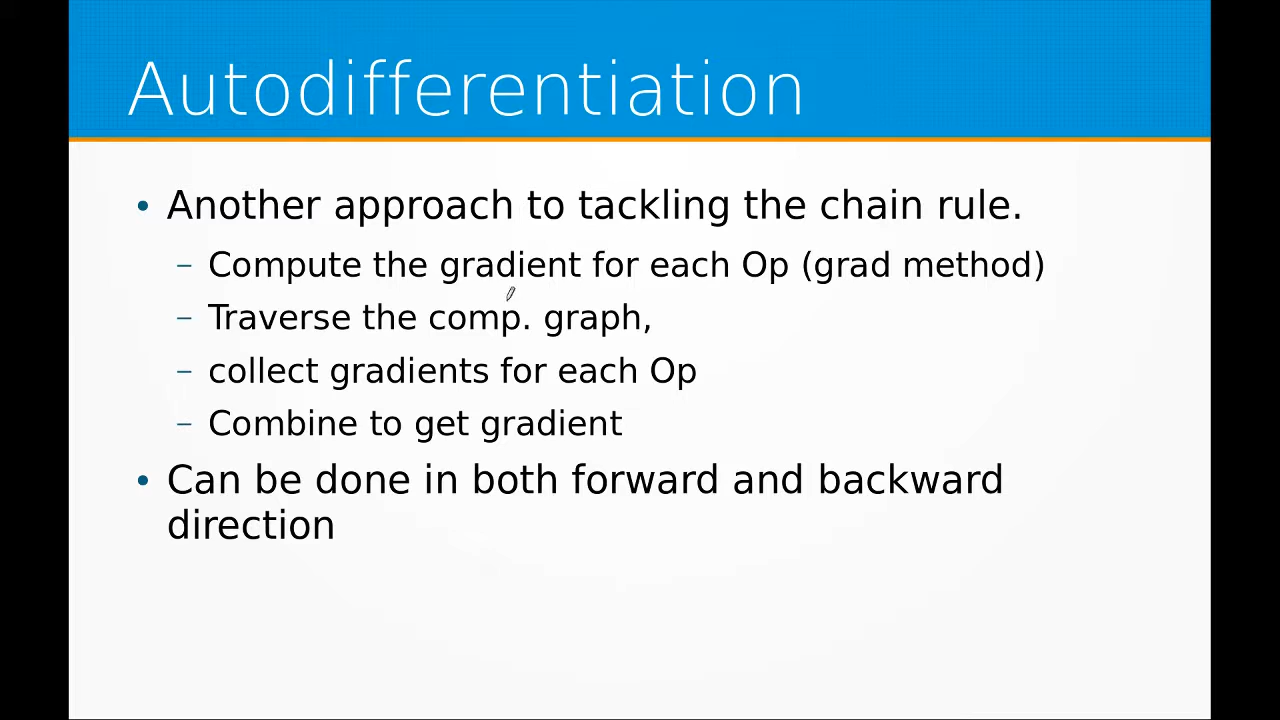 Autodifferentiation
• Another approach to tackling the chain rule.
– Compute the gradient for each Op (grad method)
– Traverse the comp. graph,
– collect gradients for each Op
– Combine to get gradient
• Can be done in both forward and backward
direction